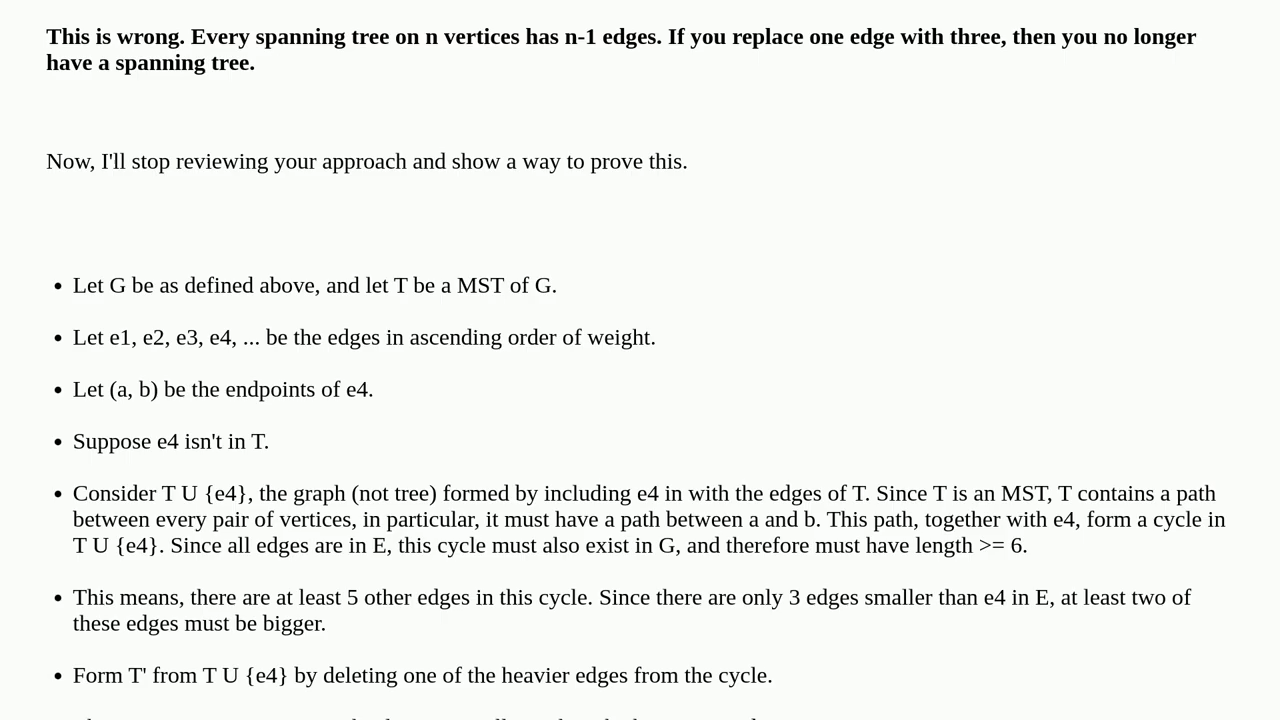 This is wrong. Every spanning tree on n vertices has n-1 edges. If you replace one edge with three, then you no longer
have a spanning tree.
Now, I'll stop reviewing your approach and show a way to prove this.
• Let G be as defined above, and let T be a MST of G.
• Let e1, e2, e3, e4, ... be the edges in ascending order of weight.
• Let (a, b) be the endpoints of e4.
• Suppose e4 isn't in T.
• Consider T U {e4}, the graph (not tree) formed by including e4 in with the edges of T. Since T is an MST, T contains a path
between every pair of vertices, in particular, it must have a path between a and b. This path, together with e4, form a cycle in
T U {e4}. Since all edges are in E, this cycle must also exist in G, and therefore must have length >= 6.
• This means, there are at least 5 other edges in this cycle. Since there are only 3 edges smaller than e4 in E, at least two of
these edges must be bigger.
• Form T' from T U {e4} by deleting one of the heavier edges from the cycle.